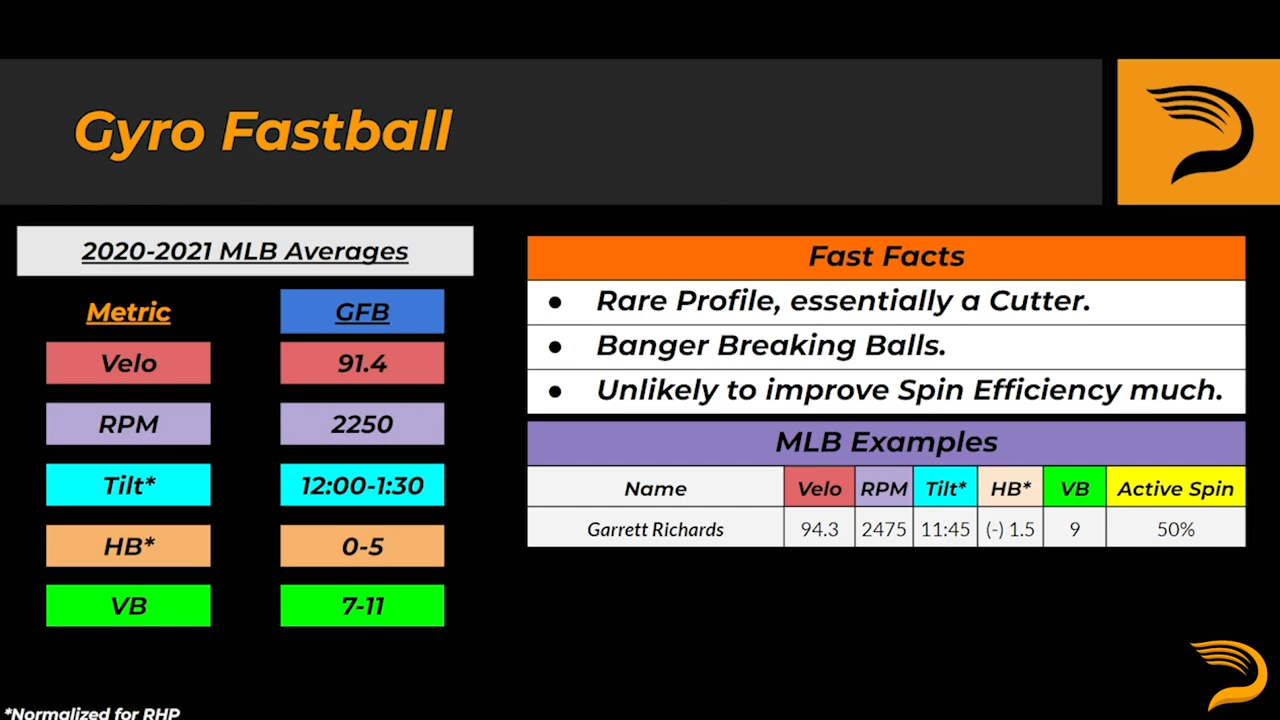 Gyro Fastball
2020-2021 MLB Averages
Metric GFB
Velo 91.4
RPM 2250
Tilt* 12:00-1:30
HB* 0-5
VB 7-11
Fast Facts
● Rare Profile, essentially a Cutter.
● Banger Breaking Balls.
● Unlikely to improve Spin Efficiency much.
MLB Examples
Name Velo RPM Tilt* HB* VB Active Spin
Garrett Richards 94.3 2475 11:45 (-) 1.5 9 50%
*Normalized for RHP